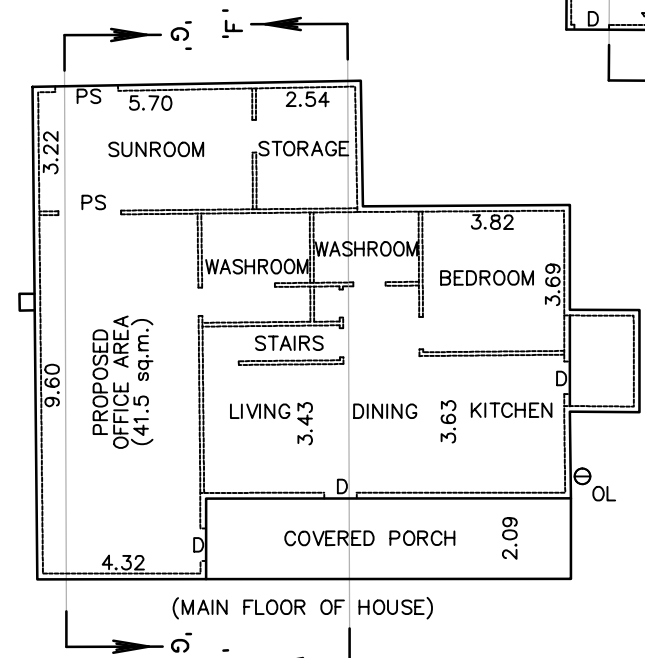 D
'G'
'F'
PS
5.70
2.54
3.22
SUNROOM
STORAGE
PS
3.82
WASHROOM
WASHROOM
BEDROOM
3.69
STAIRS
PROPOSED
OFFICE AREA
(41.5 sq.m.)
9.60
D
LIVING
3.43
DINING
3.63
KITCHEN
D
OL
D
COVERED PORCH
2.09
4.32
(MAIN FLOOR OF HOUSE)
'G'